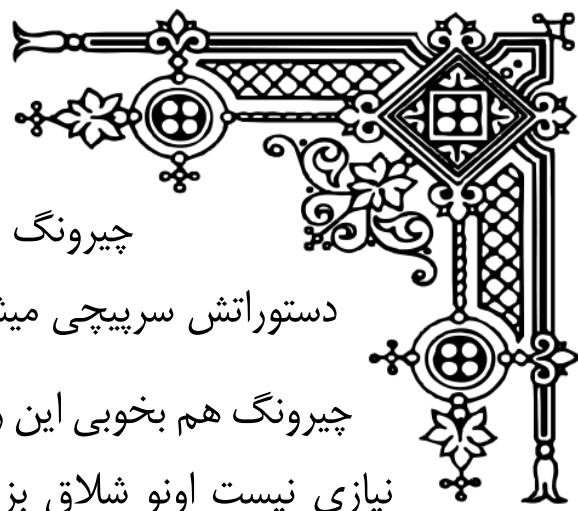 چیرونگ
دستوراتش سرپیچی
چیرونگ هم بخوبی این
نیازی نیست اونو شلاق